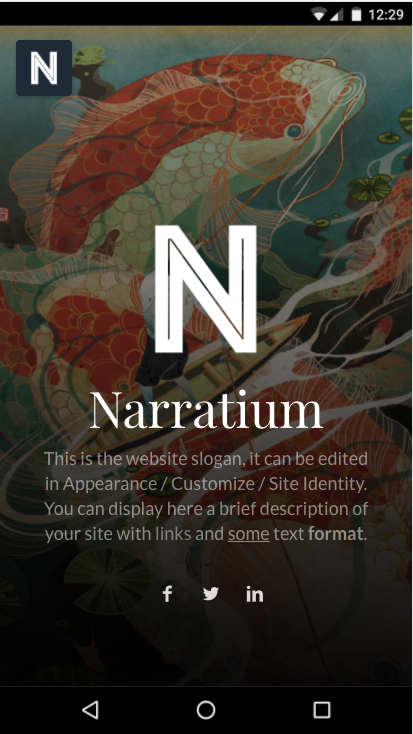 12:29
N
N
Narratium
This is the website slogan, it can be edited
in Appearance / Customize / Site Identity.
You can display here a brief description of
your site with links and some text format.
f in